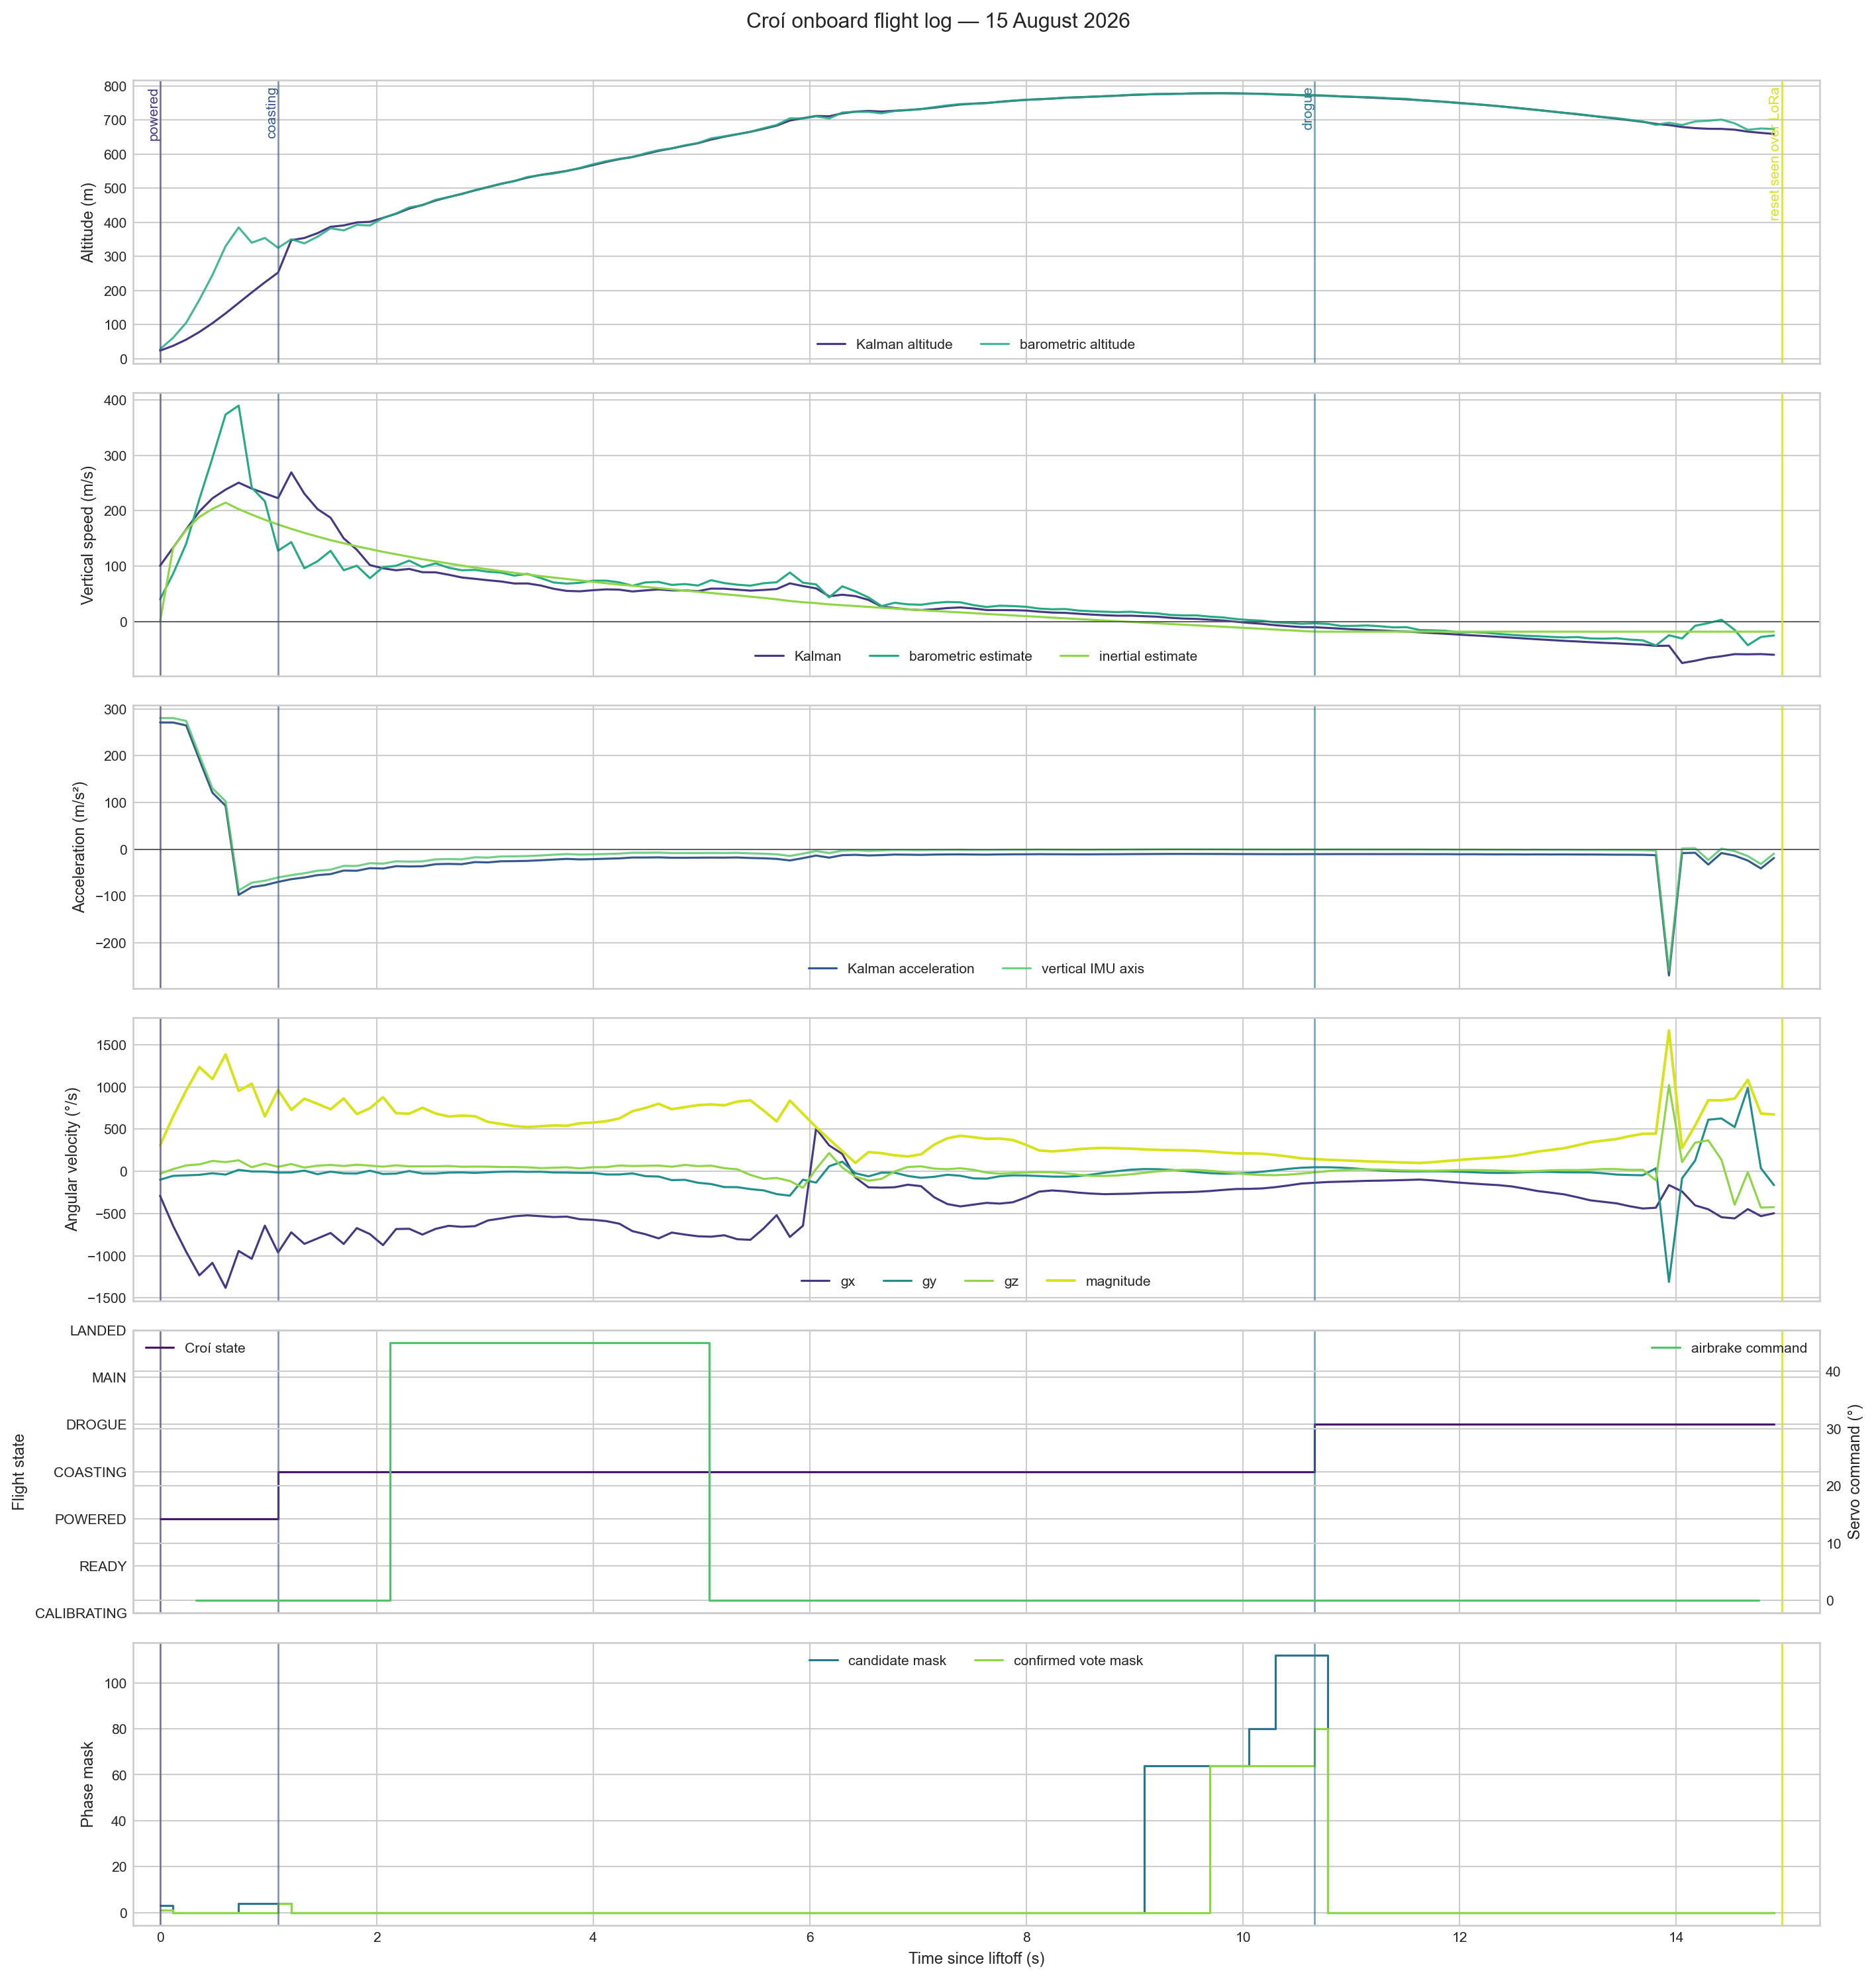 Croí onboard flight log — 15 August 2026
800
700
600
500
400
300
200
100
0
Altitude (m)
powered
coasting
drogue
reset seen over LoRa
Kalman altitude
barometric altitude
400
300
200
100
0
Vertical speed (m/s)
Kalman
barometric estimate
inertial estimate
300
200
100
0
−100
−200
Acceleration (m/s²)
Kalman acceleration
vertical IMU axis
1500
1000
500
0
−500
−1000
−1500
Angular velocity (°/s)
gx
gy
gz
magnitude
LANDED
MAIN
DROGUE
COASTING
POWERED
READY
CALIBRATING
Flight state
Croí state
airbrake command
40
30
20
10
0
Servo command (°)
100
80
60
40
20
0
Phase mask
candidate mask
confirmed vote mask
0
2
4
6
8
10
12
14
Time since liftoff (s)